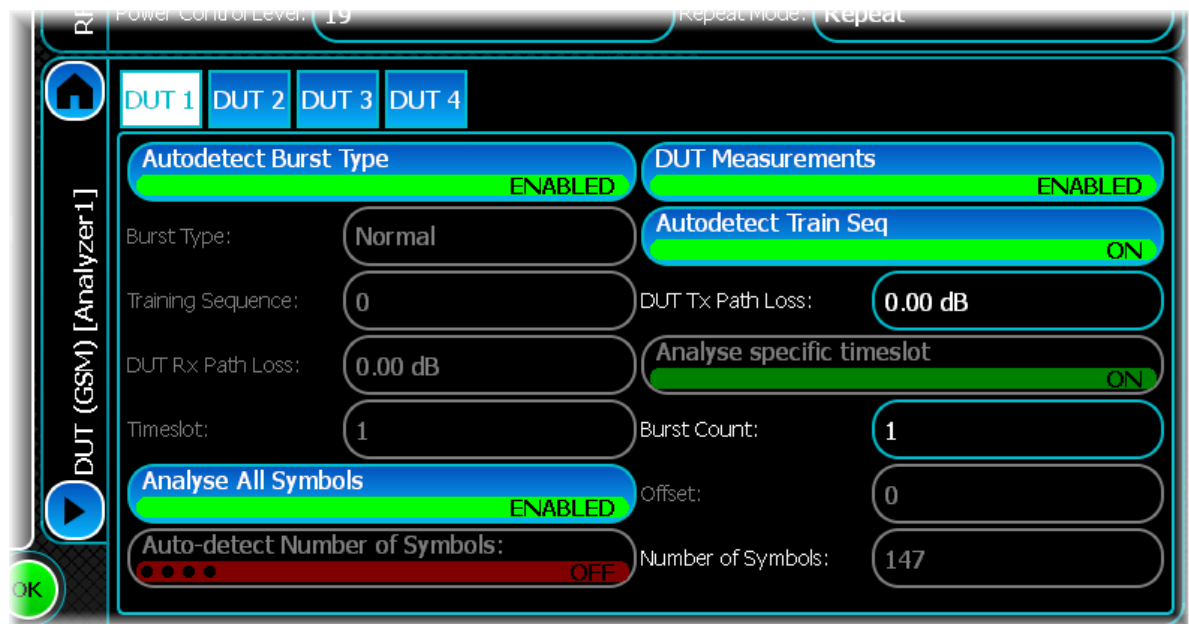 Power Control Level: 19 Repeat Mode: Repeat
DUT 1 DUT 2 DUT 3 DUT 4
DUT (GSM) [Analyzer1]
Autodetect Burst Type DUT Measurements
ENABLED ENABLED
Burst Type: Normal Autodetect Train Seq
ON
Training Sequence: 0 DUT Tx Path Loss: 0.00 dB
DUT Rx Path Loss: 0.00 dB Analyse specific timeslot
ON
Timeslot: 1 Burst Count: 1
Analyse All Symbols
ENABLED Offset: 0
Auto-detect Number of Symbols: Number of Symbols: 147
OFF
OK